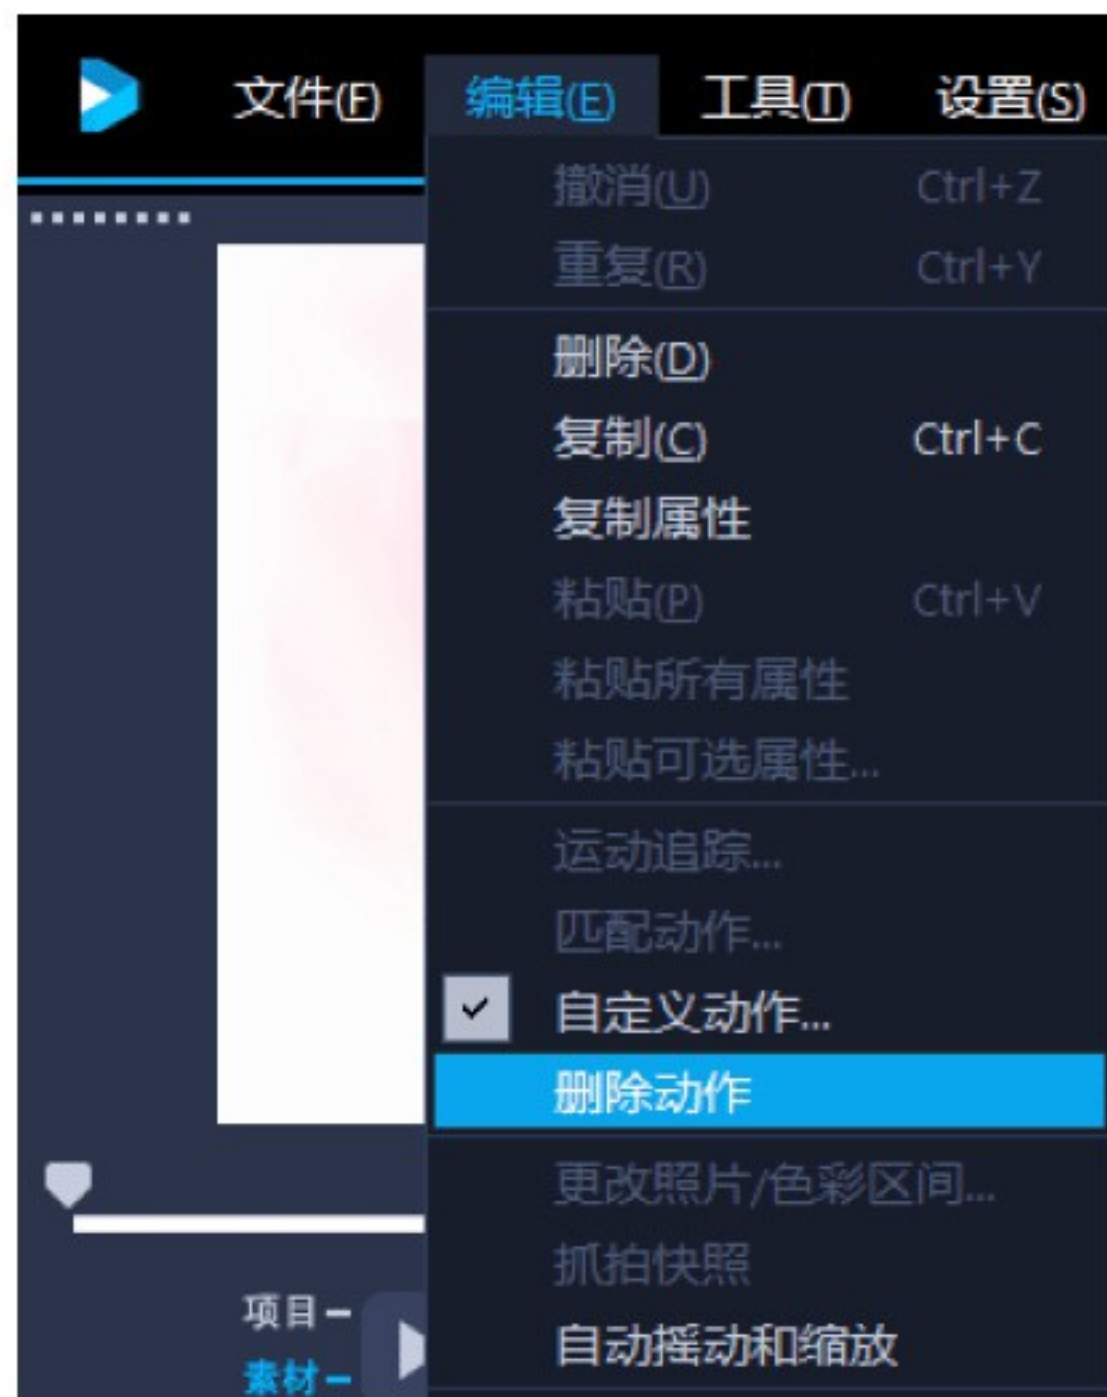 文件(F) 编辑(E) 工具(T) 设置(S)
撤消(U) Ctrl+Z
重复(R) Ctrl+Y
删除(D)
复制(C) Ctrl+C
复制属性
粘贴(P) Ctrl+V
粘贴所有属性
粘贴可选属性...
运动追踪...
匹配动作...
自定义动作...
删除动作
更改照片/色彩区间...
抓拍快照
自动摇动和缩放
项目
素材